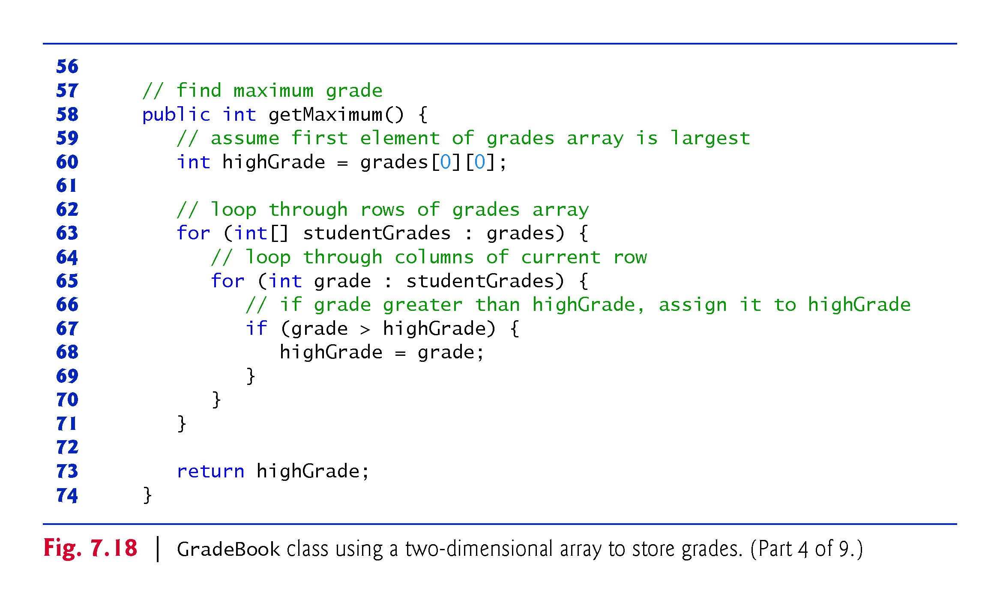 56
57 // find maximum grade
58 public int getMaximum() {
59 // assume first element of grades array is largest
60 int highGrade = grades[0][0];
61
62 // loop through rows of grades array
63 for (int[] studentGrades : grades) {
64 // loop through columns of current row
65 for (int grade : studentGrades) {
66 // if grade greater than highGrade, assign it to highGrade
67 if (grade > highGrade) {
68 highGrade = grade;
69 }
70 }
71 }
72
73 return highGrade;
74 }
Fig. 7.18 | GradeBook class using a two-dimensional array to store grades. (Part 4 of 9.)